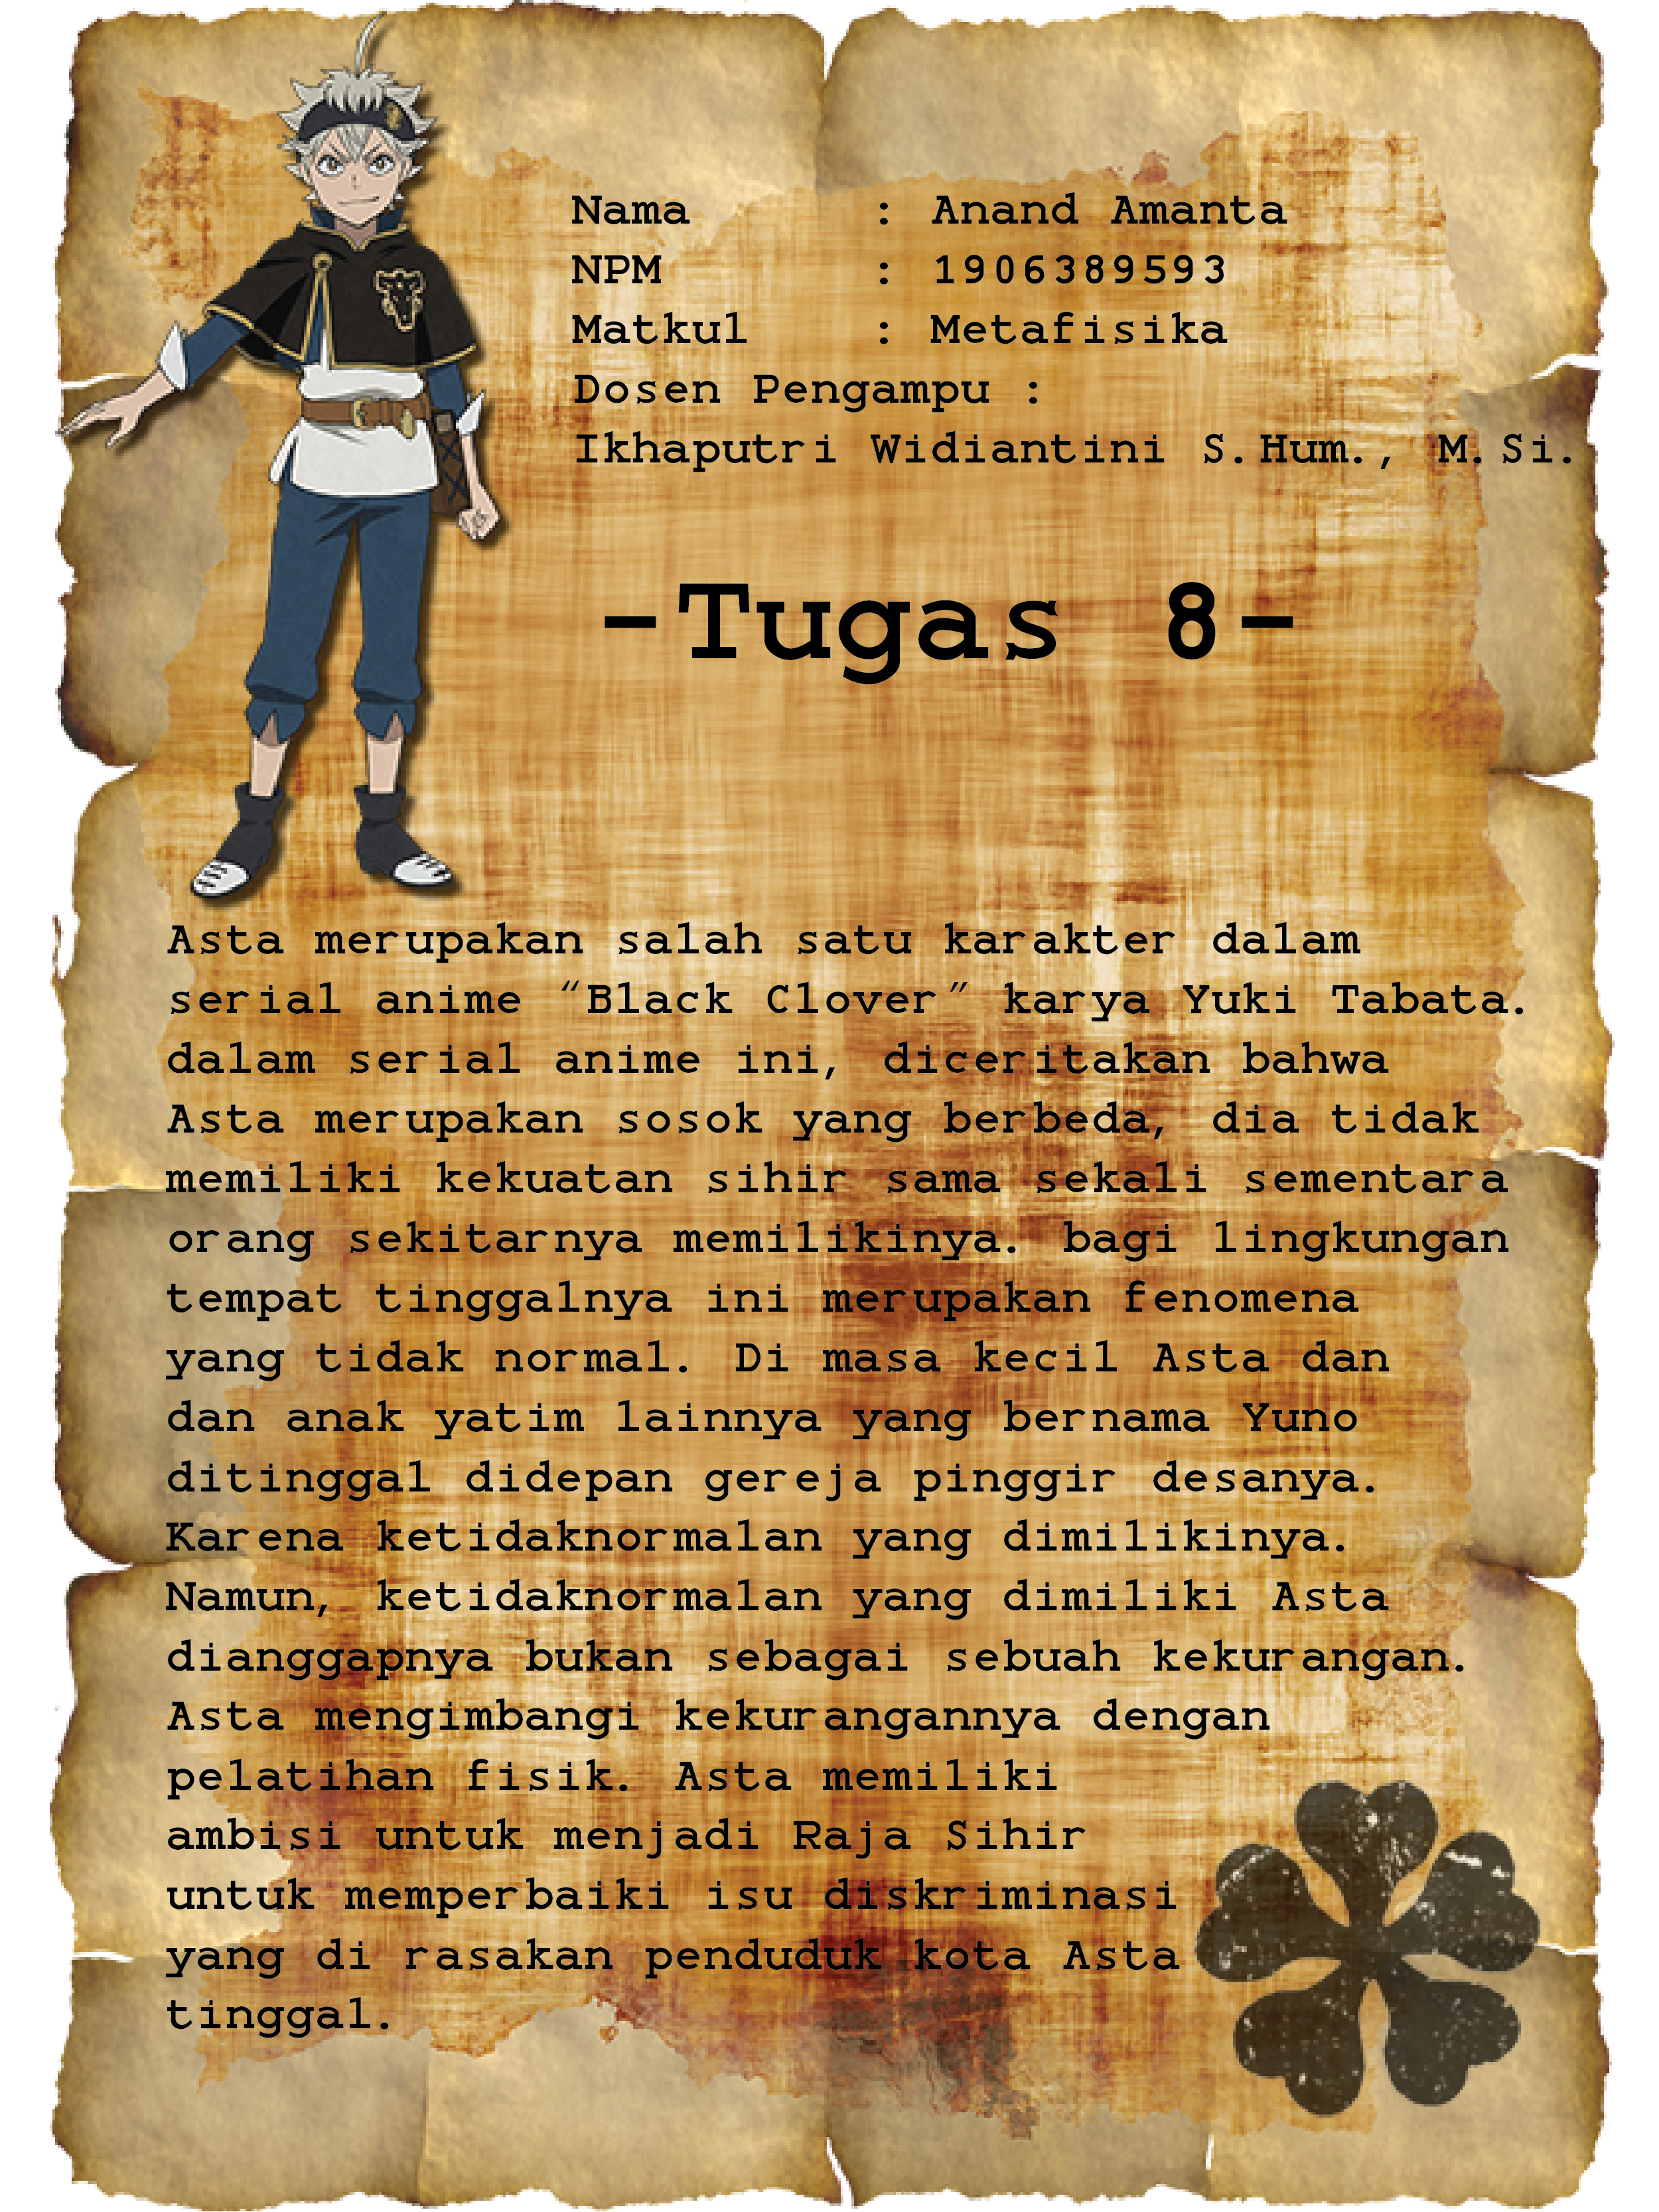 Nama : Anand Amanta
NPM : 1906389593
Matkul : Metafisika
Dosen Pengampu :
Ikhaputri Widiantini S.Hum., M.Si.
-Tugas 8-
Asta merupakan salah satu karakter dalam
serial anime “Black Clover” karya Yuki Tabata.
dalam serial anime ini, diceritakan bahwa
Asta merupakan sosok yang berbeda, dia tidak
memiliki kekuatan sihir sama sekali sementara
orang sekitarnya memilikinya. bagi lingkungan
tempat tinggalnya ini merupakan fenomena
yang tidak normal. Di masa kecil Asta dan
dan anak yatim lainnya yang bernama Yuno
ditinggal didepan gereja pinggir desanya.
Karena ketidaknormalan yang dimilikinya.
Namun, ketidaknormalan yang dimiliki Asta
dianggapnya bukan sebagai sebuah kekurangan.
Asta mengimbangi kekurangannya dengan
pelatihan fisik. Asta memiliki
ambisi untuk menjadi Raja Sihir
untuk memperbaiki isu diskriminasi
yang di rasakan penduduk kota Asta
tinggal.